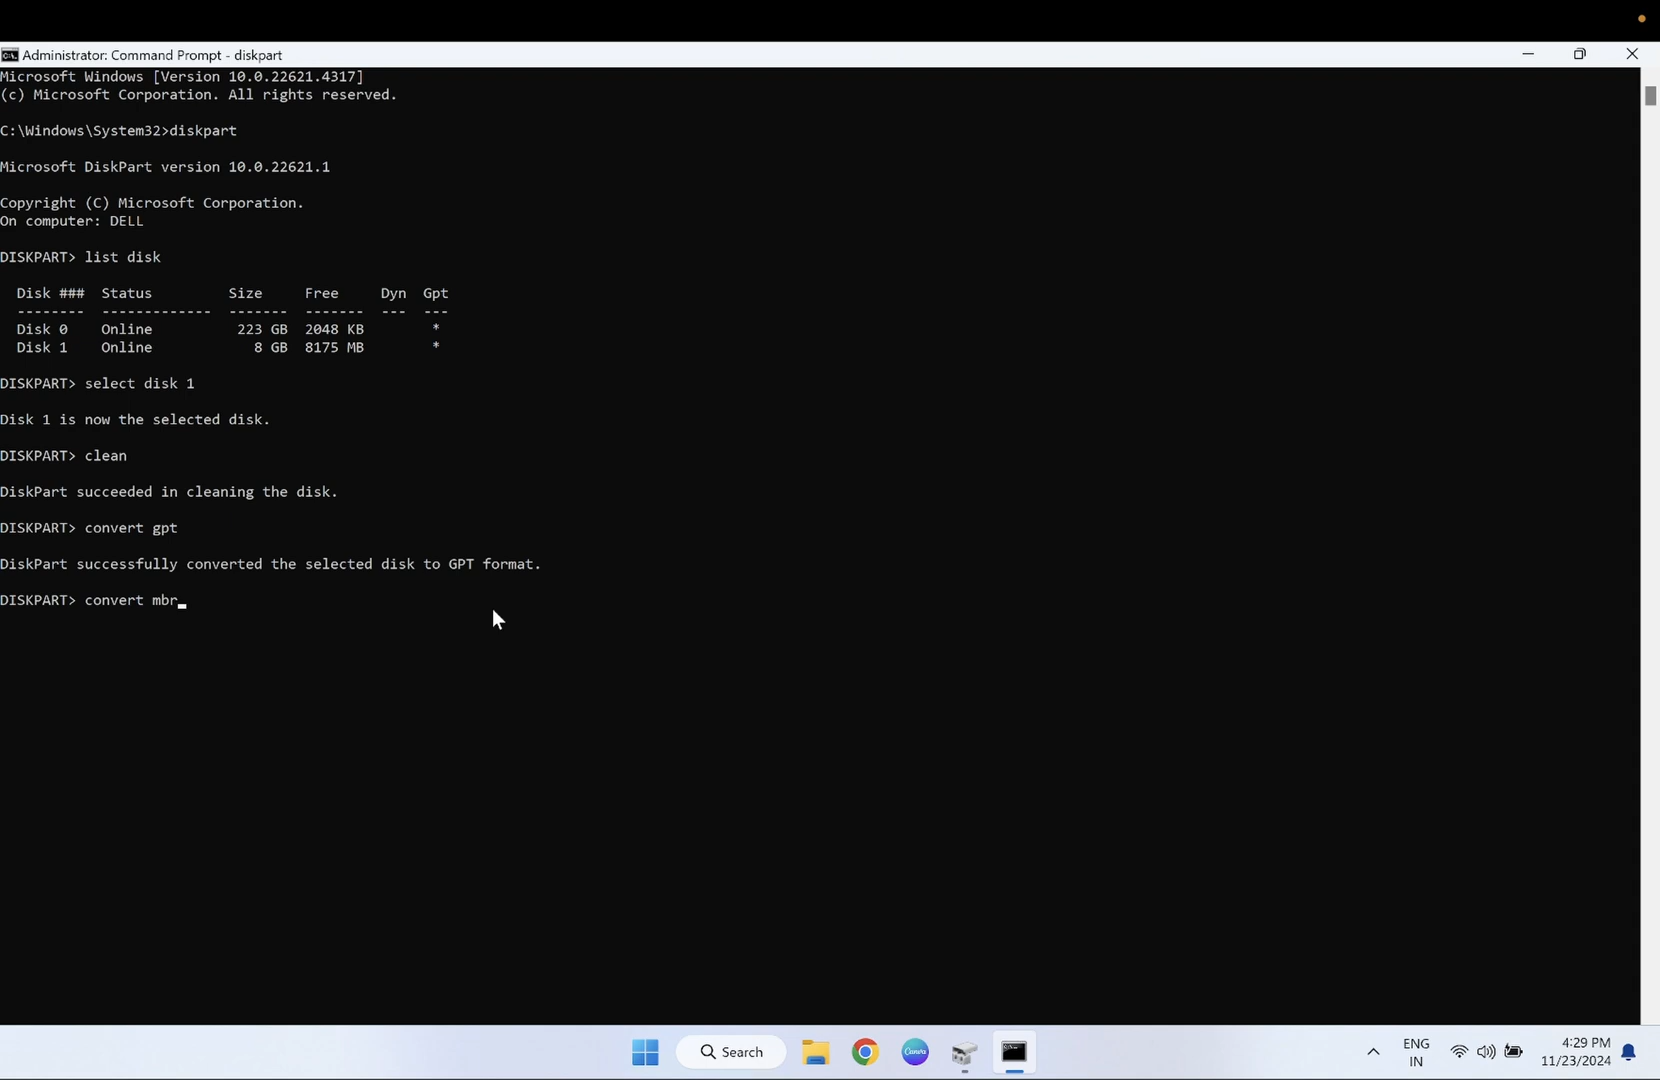 Administrator: Command Prompt - diskpart
Microsoft Windows [Version 10.0.22621.4317]
(c) Microsoft Corporation. All rights reserved.
C:\Windows\System32>diskpart
Microsoft DiskPart version 10.0.22621.1
Copyright (C) Microsoft Corporation.
On computer: DELL
DISKPART> list disk
Disk ###  Status         Size     Free     Dyn  Gpt
--------  -------------  -------  -------  ---  ---
Disk 0    Online          223 GB  2048 KB        *
Disk 1    Online            8 GB  8175 MB        *
DISKPART> select disk 1
Disk 1 is now the selected disk.
DISKPART> clean
DiskPart succeeded in cleaning the disk.
DISKPART> convert gpt
DiskPart successfully converted the selected disk to GPT format.
DISKPART> convert mbr_
Search
Canva
ENG
IN
4:29 PM
11/23/2024